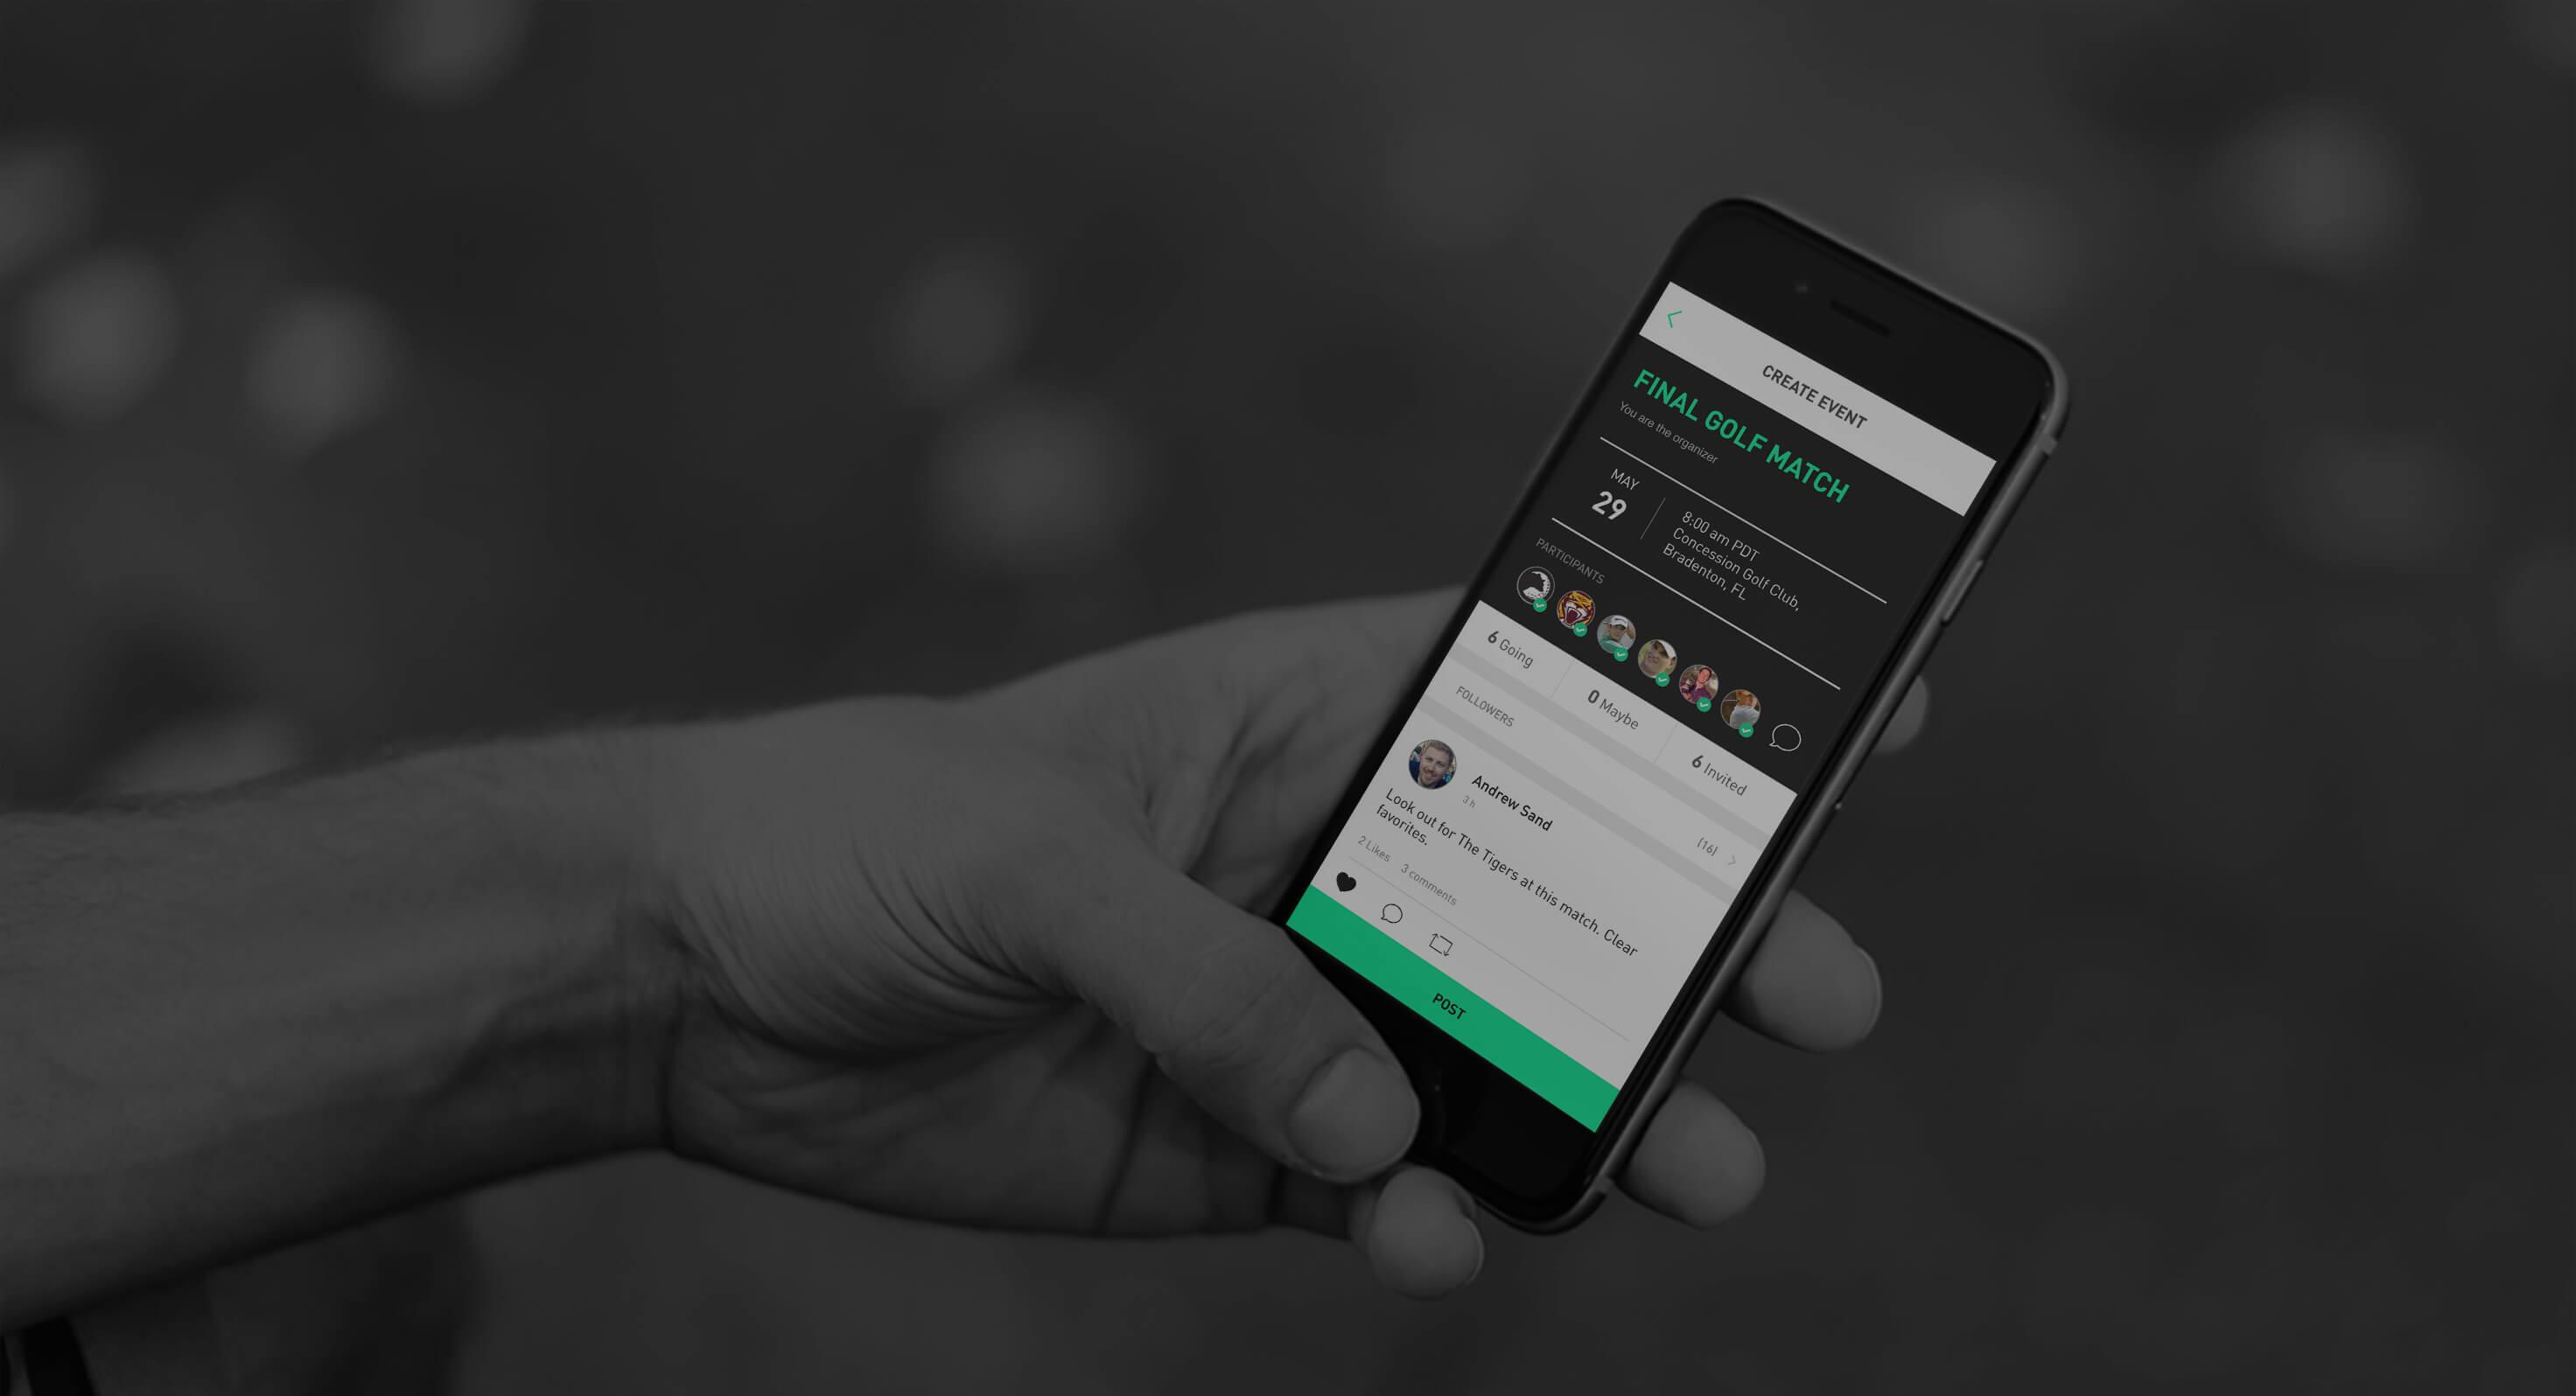 CREATE EVENT
FINAL GOLF MATCH
You are the organizer
MAY
29
8:00 am PDT
Concession Golf Club,
Bradenton, FL
PARTICIPANTS
6 Going
0 Maybe
6 Invited
FOLLOWERS
(16)
Andrew Sand
3 h
Look out for The Tigers at this match. Clear
favorites.
2 Likes
3 comments
POST